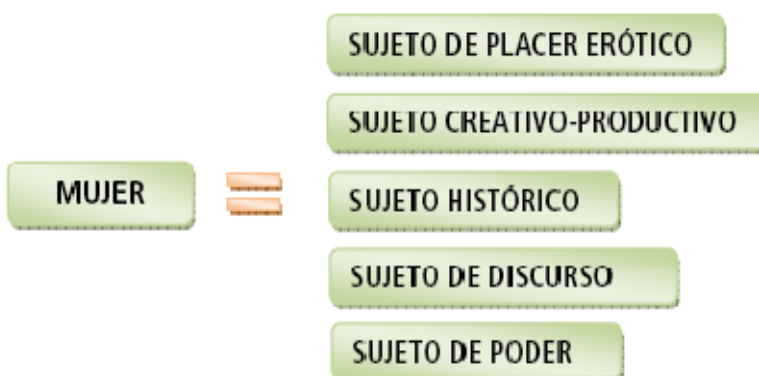 SUJETO DE PLACER ERÓTICO
SUJETO CREATIVO-PRODUCTIVO
MUJER
SUJETO HISTÓRICO
SUJETO DE DISCURSO
SUJETO DE PODER